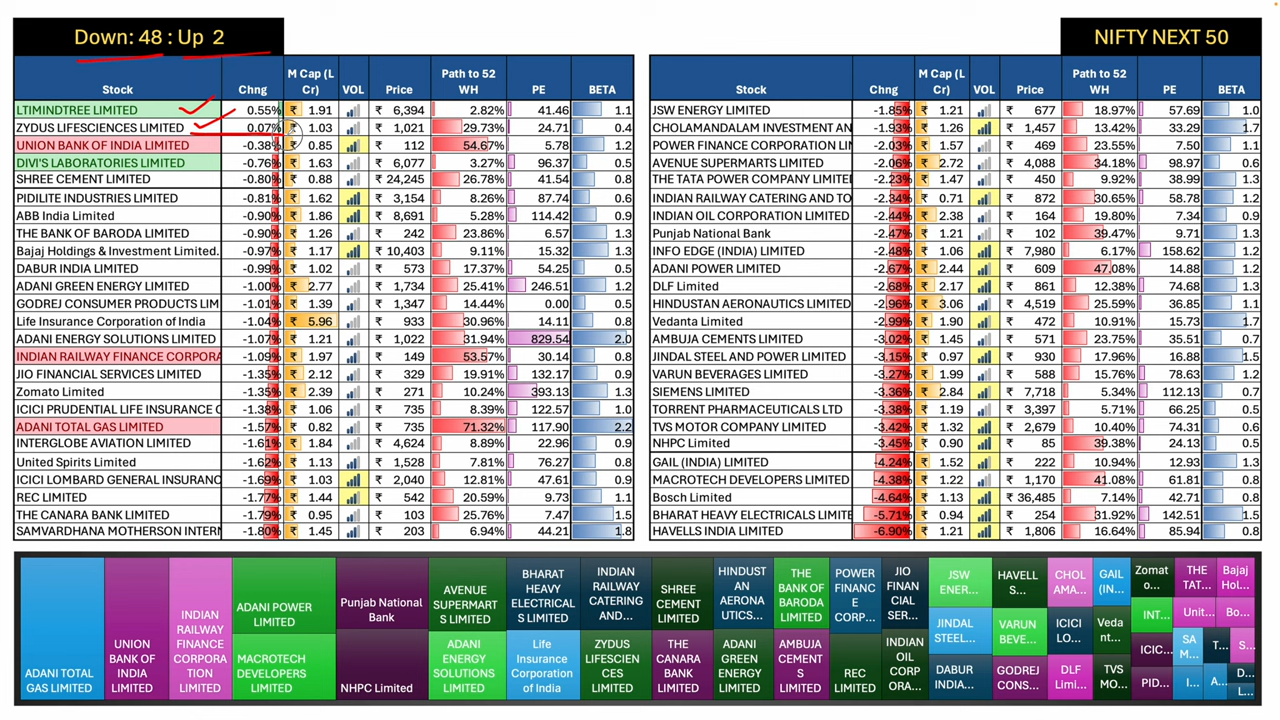 Down: 48 : Up 2
NIFTY NEXT 50
Stock Chng M Cap (L Cr) VOL Price Path to 52 WH PE BETA
LTIMINDTREE LIMITED 0.55% ₹ 1.91 ₹ 6,394 2.82% 41.46 1.1
ZYDUS LIFESCIENCES LIMITED 0.07% ₹ 1.03 ₹ 1,021 29.73% 24.71 0.4
UNION BANK OF INDIA LIMITED -0.38% ₹ 0.85 ₹ 112 54.67% 5.78 1.2
DIVI'S LABORATORIES LIMITED -0.76% ₹ 1.63 ₹ 6,077 3.27% 96.37 0.5
SHREE CEMENT LIMITED -0.80% ₹ 0.88 ₹ 24,245 26.78% 41.54 0.8
PIDILITE INDUSTRIES LIMITED -0.81% ₹ 1.62 ₹ 3,154 8.26% 87.74 0.6
ABB India Limited -0.90% ₹ 1.86 ₹ 8,691 5.28% 114.42 0.9
THE BANK OF BARODA LIMITED -0.90% ₹ 1.26 ₹ 242 23.86% 6.57 1.3
Bajaj Holdings & Investment Limited. -0.97% ₹ 1.17 ₹ 10,403 9.11% 15.32 1.3
DABUR INDIA LIMITED -0.99% ₹ 1.02 ₹ 573 17.37% 54.25 0.5
ADANI GREEN ENERGY LIMITED -1.00% ₹ 2.77 ₹ 1,734 25.41% 246.51 1.2
GODREJ CONSUMER PRODUCTS LIM -1.01% ₹ 1.39 ₹ 1,347 14.44% 0.00 0.5
Life Insurance Corporation of India -1.04% ₹ 5.96 ₹ 933 30.96% 14.11 0.8
ADANI ENERGY SOLUTIONS LIMITED -1.07% ₹ 1.21 ₹ 1,022 31.94% 829.54 2.0
INDIAN RAILWAY FINANCE CORPORA -1.09% ₹ 1.97 ₹ 149 53.57% 30.14 0.8
JIO FINANCIAL SERVICES LIMITED -1.35% ₹ 2.12 ₹ 329 19.91% 132.17 0.9
Zomato Limited -1.35% ₹ 2.39 ₹ 271 10.24% 393.13 1.3
ICICI PRUDENTIAL LIFE INSURANCE C -1.38% ₹ 1.06 ₹ 735 8.39% 122.57 1.0
ADANI TOTAL GAS LIMITED -1.57% ₹ 0.82 ₹ 735 71.32% 117.90 2.2
INTERGLOBE AVIATION LIMITED -1.61% ₹ 1.84 ₹ 4,624 8.89% 22.96 0.9
United Spirits Limited -1.62% ₹ 1.13 ₹ 1,528 7.81% 76.27 0.8
ICICI LOMBARD GENERAL INSURANC -1.69% ₹ 1.03 ₹ 2,040 12.81% 47.61 0.9
REC LIMITED -1.77% ₹ 1.44 ₹ 542 20.59% 9.73 1.1
THE CANARA BANK LIMITED -1.79% ₹ 0.95 ₹ 103 25.76% 7.47 1.5
SAMVARDHANA MOTHERSON INTERN -1.80% ₹ 1.45 ₹ 203 6.94% 44.21 1.8
Stock Chng M Cap (L Cr) VOL Price Path to 52 WH PE BETA
JSW ENERGY LIMITED -1.85% ₹ 1.21 ₹ 677 18.97% 57.69 1.0
CHOLAMANDALAM INVESTMENT AN -1.93% ₹ 1.26 ₹ 1,457 13.42% 33.29 1.7
POWER FINANCE CORPORATION LIN -2.03% ₹ 1.57 ₹ 469 23.55% 7.50 1.1
AVENUE SUPERMARTS LIMITED -2.06% ₹ 2.72 ₹ 4,088 34.18% 98.97 0.6
THE TATA POWER COMPANY LIMITEI -2.23% ₹ 1.47 ₹ 450 9.92% 38.99 1.3
INDIAN RAILWAY CATERING AND TO -2.34% ₹ 0.71 ₹ 872 30.65% 58.78 1.2
INDIAN OIL CORPORATION LIMITED -2.44% ₹ 2.38 ₹ 164 19.80% 7.34 0.9
Punjab National Bank -2.47% ₹ 1.21 ₹ 102 39.47% 9.71 1.3
INFO EDGE (INDIA) LIMITED -2.48% ₹ 1.06 ₹ 7,980 6.17% 158.62 1.2
ADANI POWER LIMITED -2.67% ₹ 2.44 ₹ 609 47.08% 14.88 1.2
DLF Limited -2.68% ₹ 2.17 ₹ 861 12.38% 74.68 1.3
HINDUSTAN AERONAUTICS LIMITED -2.96% ₹ 3.06 ₹ 4,519 25.59% 36.85 1.1
Vedanta Limited -2.99% ₹ 1.90 ₹ 472 10.91% 15.73 1.7
AMBUJA CEMENTS LIMITED -3.02% ₹ 1.45 ₹ 571 23.75% 35.51 0.7
JINDAL STEEL AND POWER LIMITED -3.15% ₹ 0.97 ₹ 930 17.96% 16.88 1.5
VARUN BEVERAGES LIMITED -3.27% ₹ 1.99 ₹ 588 15.76% 78.63 1.2
SIEMENS LIMITED -3.36% ₹ 2.84 ₹ 7,718 5.34% 112.13 1.2
TORRENT PHARMACEUTICALS LTD -3.38% ₹ 1.19 ₹ 3,397 5.71% 66.25 0.5
TVS MOTOR COMPANY LIMITED -3.42% ₹ 1.32 ₹ 2,679 10.40% 74.31 0.6
NHPC Limited -3.45% ₹ 0.90 ₹ 85 39.38% 24.13 0.5
GAIL (INDIA) LIMITED -4.24% ₹ 1.52 ₹ 222 10.94% 12.93 1.3
MACROTECH DEVELOPERS LIMITED -4.38% ₹ 1.22 ₹ 1,170 41.08% 61.81 1.1
Bosch Limited -4.64% ₹ 1.13 ₹ 36,485 7.14% 42.71 0.8
BHARAT HEAVY ELECTRICALS LIMITE -5.71% ₹ 0.94 ₹ 254 31.92% 142.51 1.5
HAVELLS INDIA LIMITED -6.90% ₹ 1.21 ₹ 1,806 16.64% 85.94 0.8
ADANI TOTAL
GAS LIMITED
UNION
BANK OF
INDIA
LIMITED
INDIAN
RAILWAY
FINANCE
CORPORA
TION
LIMITED
ADANI POWER
LIMITED
MACROTECH
DEVELOPERS
LIMITED
Punjab National
Bank
NHPC Limited
AVENUE
SUPERMART
S LIMITED
ADANI
ENERGY
SOLUTIONS
LIMITED
BHARAT
HEAVY
ELECTRICAL
S LIMITED
Life
Insurance
Corporation
of India
INDIAN
RAILWAY
CATERING
AND...
ZYDUS
LIFESCIEN
CES
LIMITED
SHREE
CEMENT
LIMITED
THE
CANARA
BANK
LIMITED
HINDUST
AN
AERONA
UTICS...
ADANI
GREEN
ENERGY
LIMITED
THE
BANK OF
BARODA
LIMITED
AMBUJA
CEMENT
S
LIMITED
POWER
FINANC
E
CORP...
REC
LIMITED
JIO
FINAN
CIAL
SER...
INDIAN
OIL
CORP
ORA...
JSW
ENER...
JINDAL
STEEL...
DABUR
INDIA...
HAVELL
S...
VARUN
BEVE...
GODREJ
CONS...
CHOL
AMA...
ICICI
LO...
DLF
Limi...
GAIL
(IN...
Veda
nt...
TVS
MO...
Zomat
o...
INT...
ICIC...
PID...
THE
TAT...
Unit...
SA
M...
I...
Bajaj
Hol...
Bo...
T...
S...
A...
D...
L...